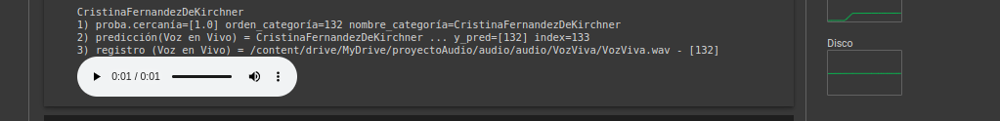 CristinaFernandezDeKirchner
1) proba.cercanía=[1.0] orden_categoría=132 nombre_categoría=CristinaFernandezDeKirchner
2) predicción(Voz en Vivo) = CristinaFernandezDeKirchner ... y_pred=[132] index=133
3) registro (Voz en Vivo) = /content/drive/MyDrive/proyectoAudio/audio/audio/VozViva/VozViva.wav - [132]
0:01 / 0:01
Disco